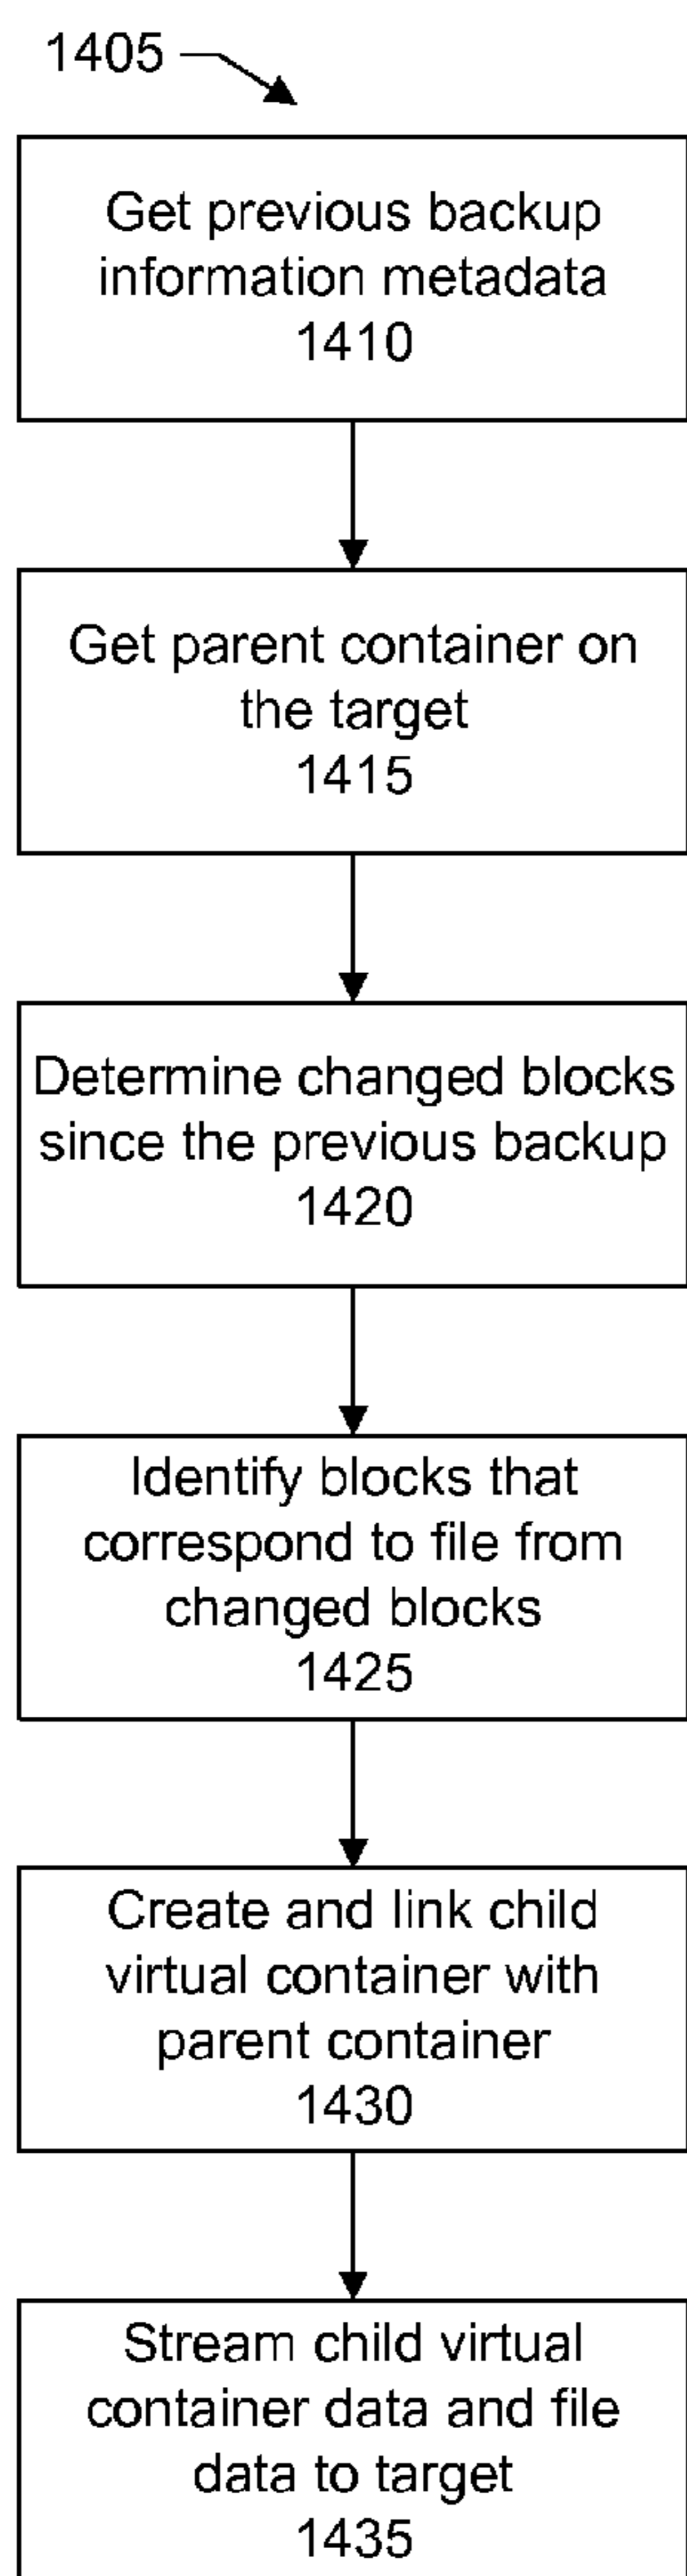 1405
Get previous backup
information metadata
1410
Get parent container on
the target
1415
Determine changed blocks
since the previous backup
1420
Identify blocks that
correspond to file from
changed blocks
1425
Create and link child
virtual container with
parent container
1430
Stream child virtual
container data and file
data to target
1435